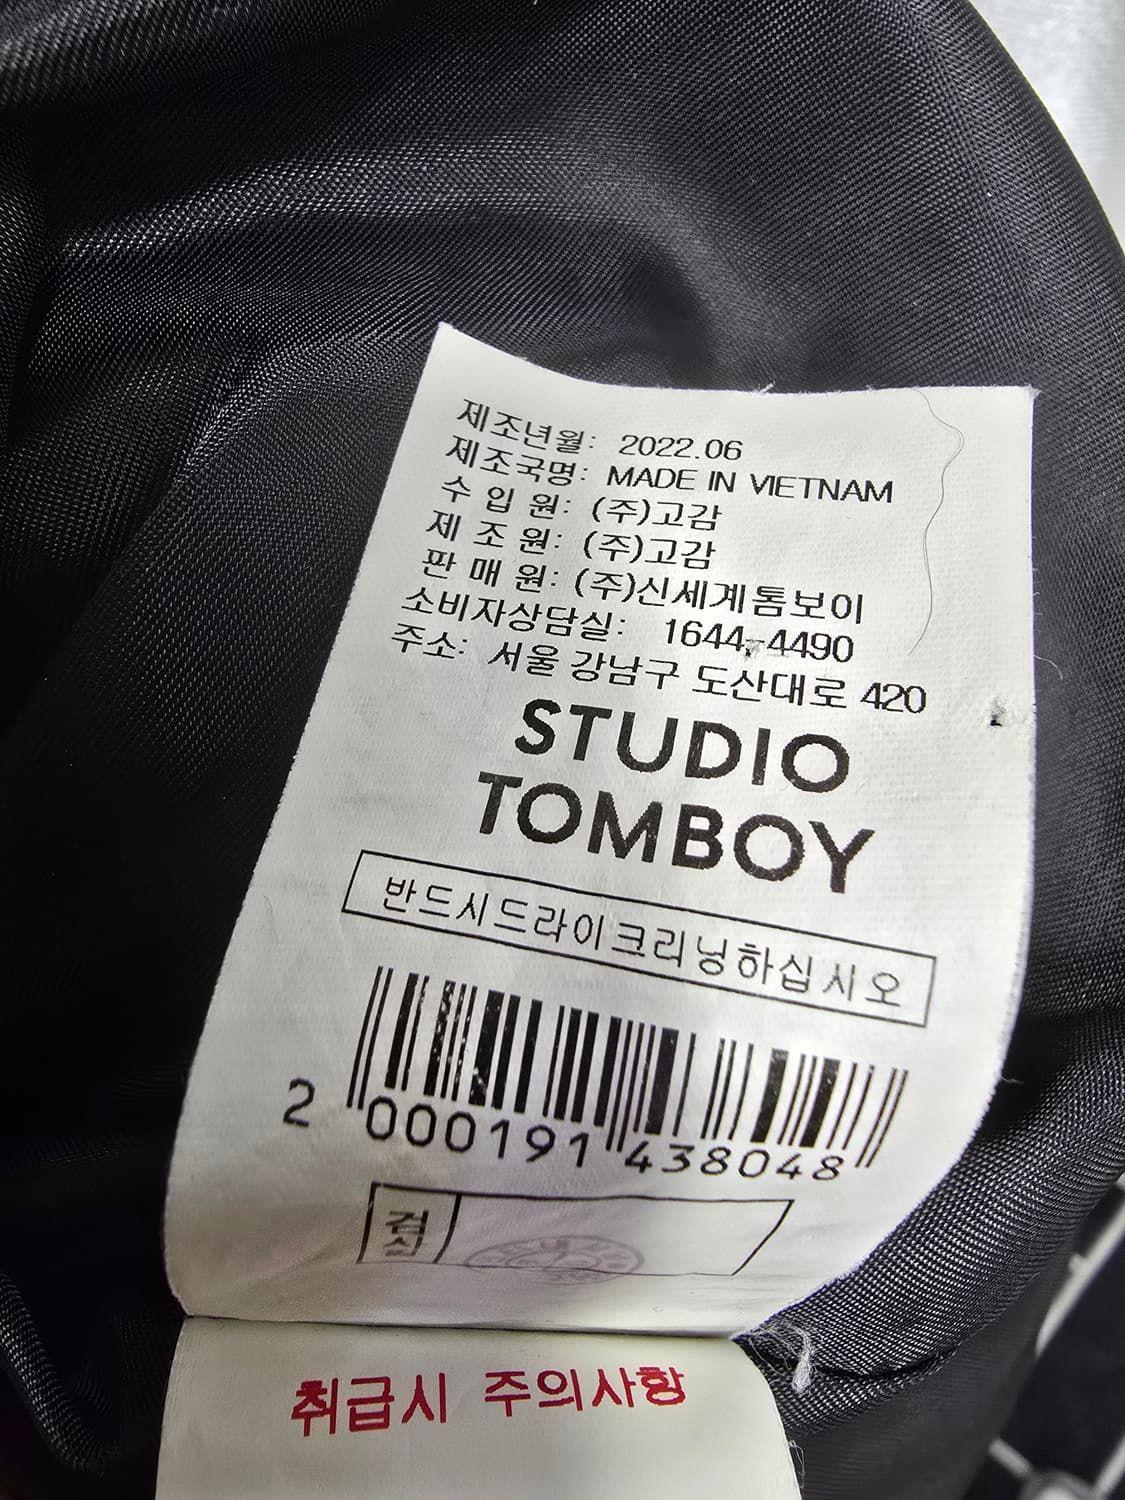 제조년월: 2022.06
제조국명: MADE IN VIETNAM
수 입 원: (주)고감
제 조 원: (주)고감
판 매 원: (주)신세계톰보이
소비자상담실: 1644-4490
주소: 서울 강남구 도산대로 420
STUDIO
TOMBOY
반드시드라이크리닝하십시오
2 000191 438048
검
취급시 주의사항